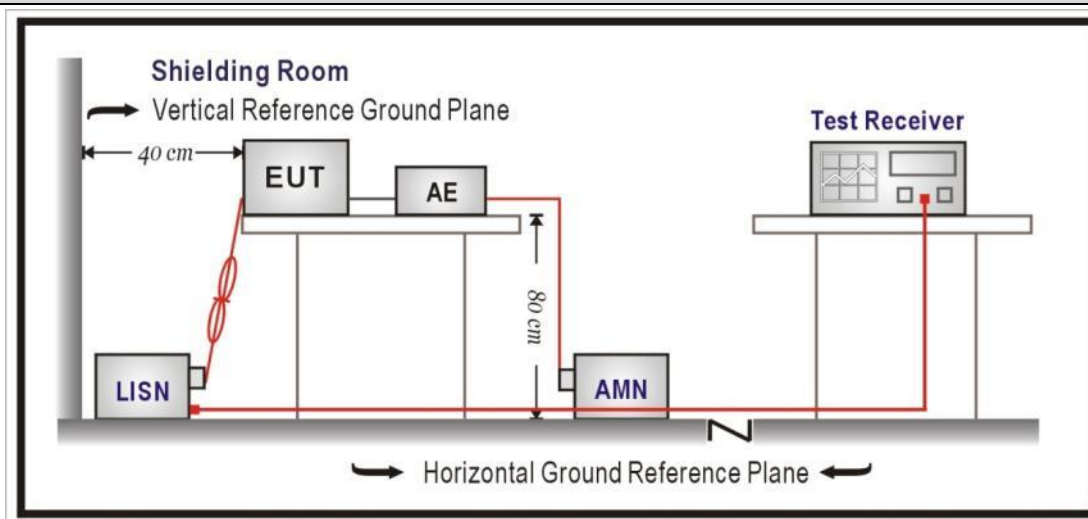 Shielding Room
Vertical Reference Ground Plane
40 cm
EUT
AE
Test Receiver
80 cm
LISN
AMN
Horizontal Ground Reference Plane